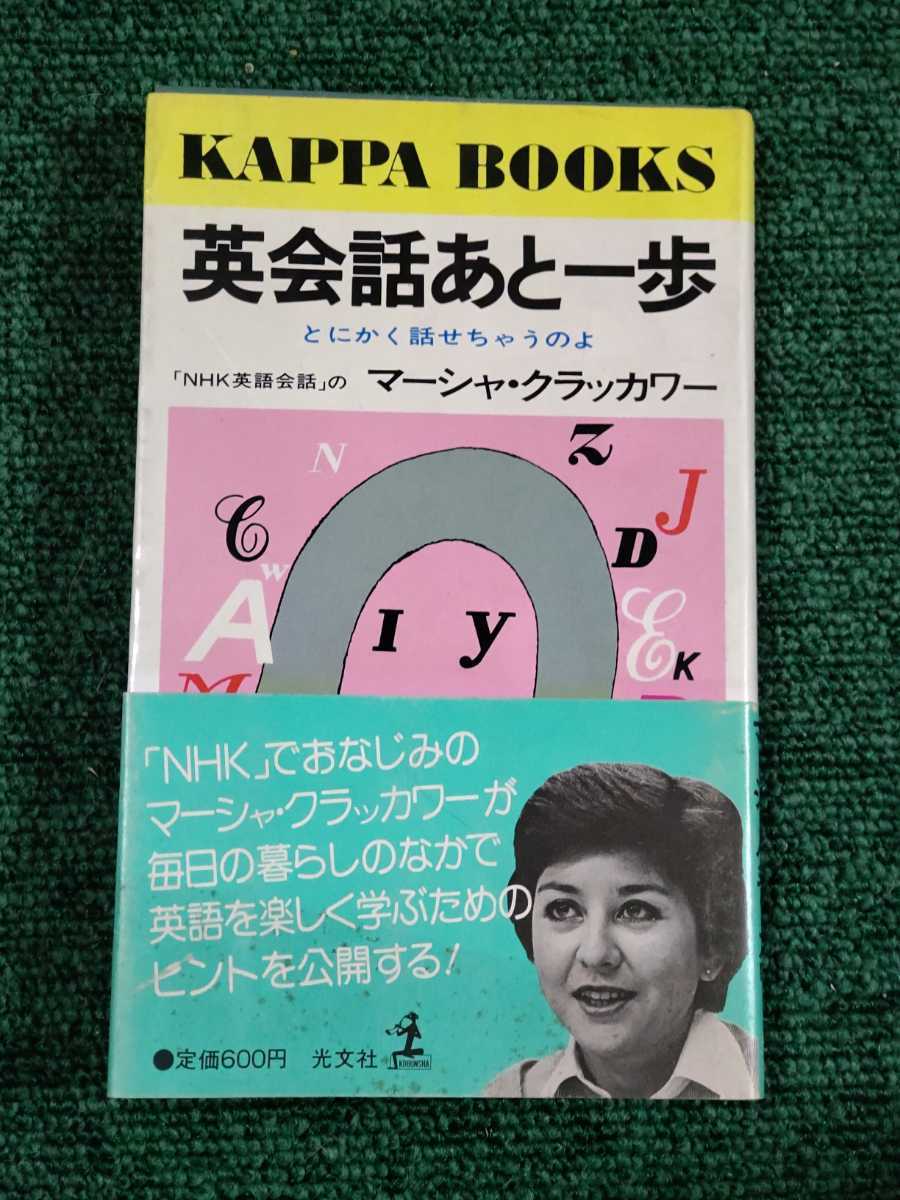 KAPPA BOOKS
英会話あと一歩
とにかく話せちゃうのよ
「NHK英語会話」の マーシャ・クラッカワー
N Z
C J
D
W
A E
I y K
M
「NHK」でおなじみの
マーシャ・クラッカワーが
毎日の暮らしのなかで
英語を楽しく学ぶための
ヒントを公開する!
●定価600円 光文社
KOBUNSHA